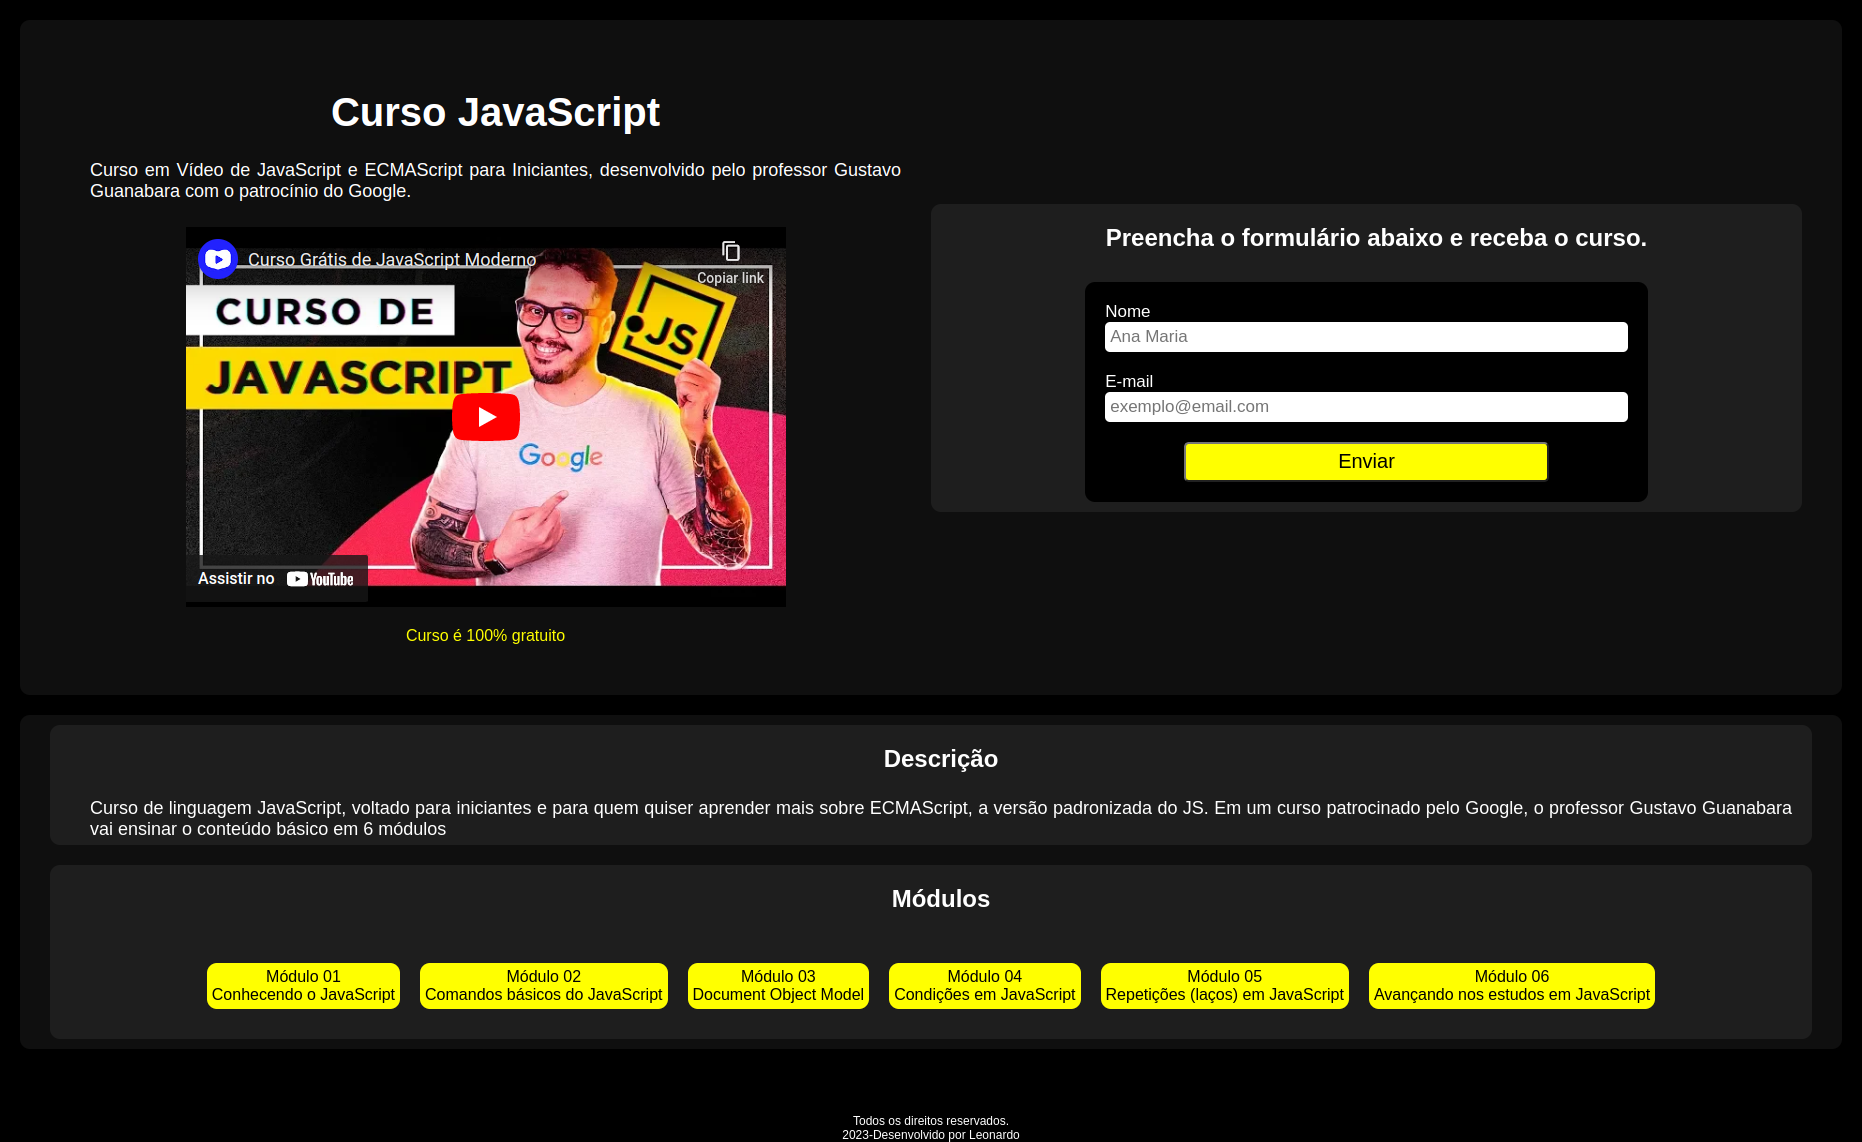 Curso JavaScript
Curso em Vídeo de JavaScript e ECMAScript para Iniciantes, desenvolvido pelo professor Gustavo
Guanabara com o patrocínio do Google.
Curso Grátis de JavaScript Moderno
Copiar link
CURSO DE
JAVASCRIPT
JS
Google
Assistir no YouTube
Curso é 100% gratuito
Preencha o formulário abaixo e receba o curso.
Nome
Ana Maria
E-mail
exemplo@email.com
Enviar
Descrição
Curso de linguagem JavaScript, voltado para iniciantes e para quem quiser aprender mais sobre ECMAScript, a versão padronizada do JS. Em um curso patrocinado pelo Google, o professor Gustavo Guanabara
vai ensinar o conteúdo básico em 6 módulos
Módulos
Módulo 01
Conhecendo o JavaScript
Módulo 02
Comandos básicos do JavaScript
Módulo 03
Document Object Model
Módulo 04
Condições em JavaScript
Módulo 05
Repetições (laços) em JavaScript
Módulo 06
Avançando nos estudos em JavaScript
Todos os direitos reservados.
2023-Desenvolvido por Leonardo